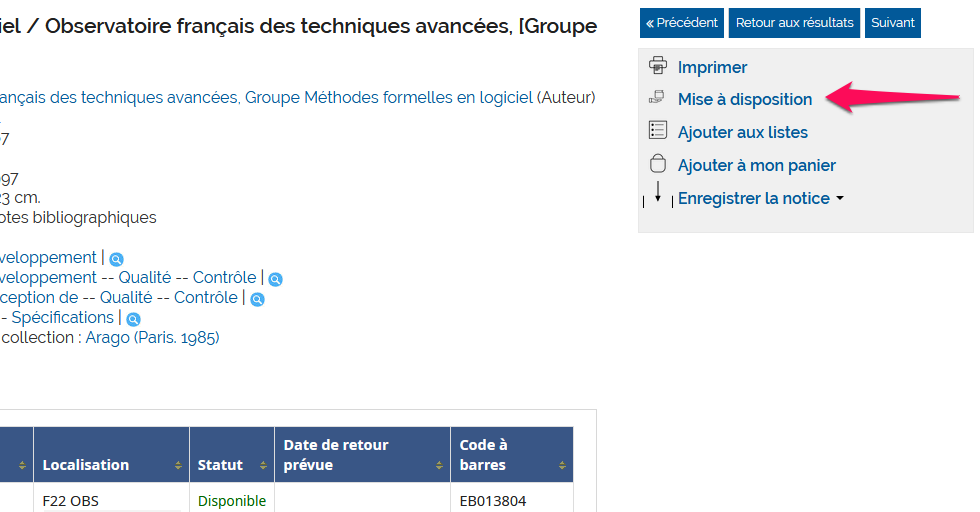 iel / Observatoire français des techniques avancées, [Groupe
ançais des techniques avancées, Groupe Méthodes formelles en logiciel (Auteur)
7
97
23 cm.
otes bibliographiques
veloppement |
veloppement -- Qualité -- Contrôle |
ception de -- Qualité -- Contrôle |
- Spécifications |
collection : Arago (Paris. 1985)
« Précédent
Retour aux résultats
Suivant
Imprimer
Mise à disposition
Ajouter aux listes
Ajouter à mon panier
Enregistrer la notice
Localisation
Statut
Date de retour
prévue
Code à
barres
F22 OBS
Disponible
EB013804